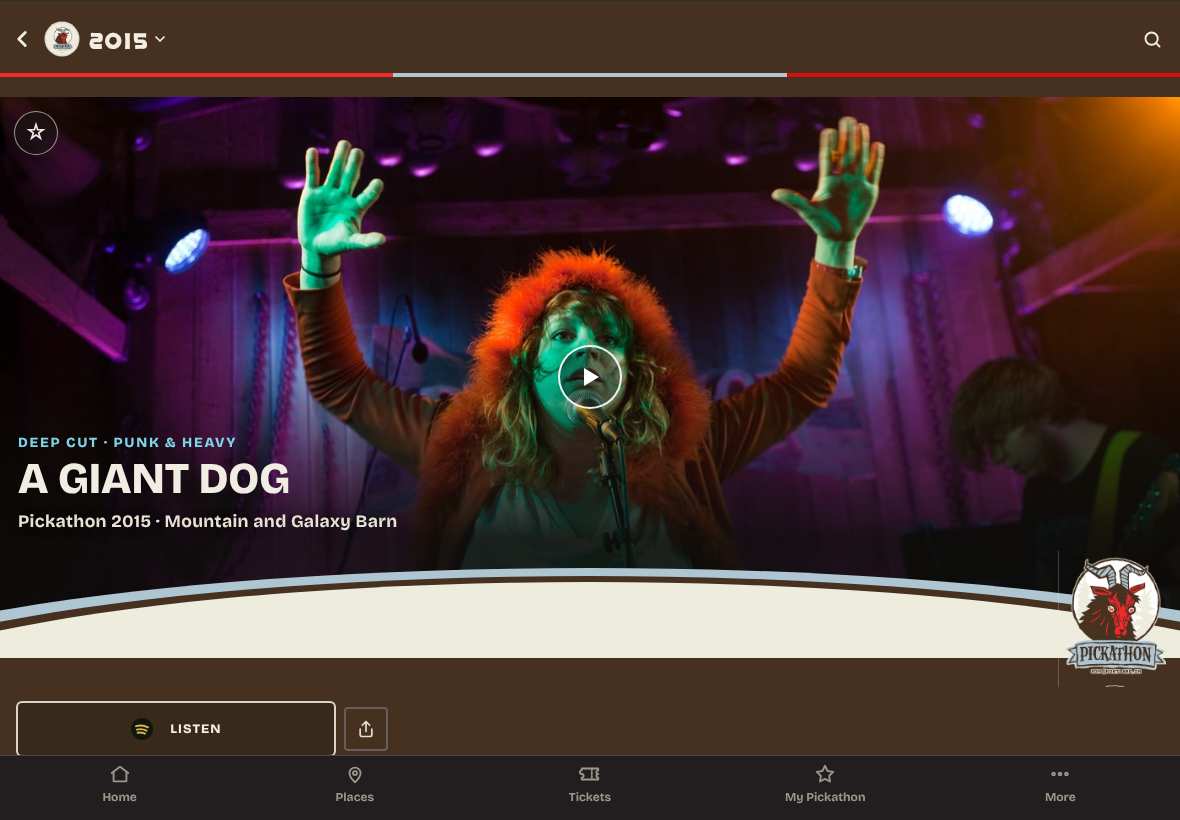 2015
DEEP CUT · PUNK & HEAVY
A GIANT DOG
Pickathon 2015 · Mountain and Galaxy Barn
PICKATHON
LISTEN
Home
Places
Tickets
My Pickathon
More